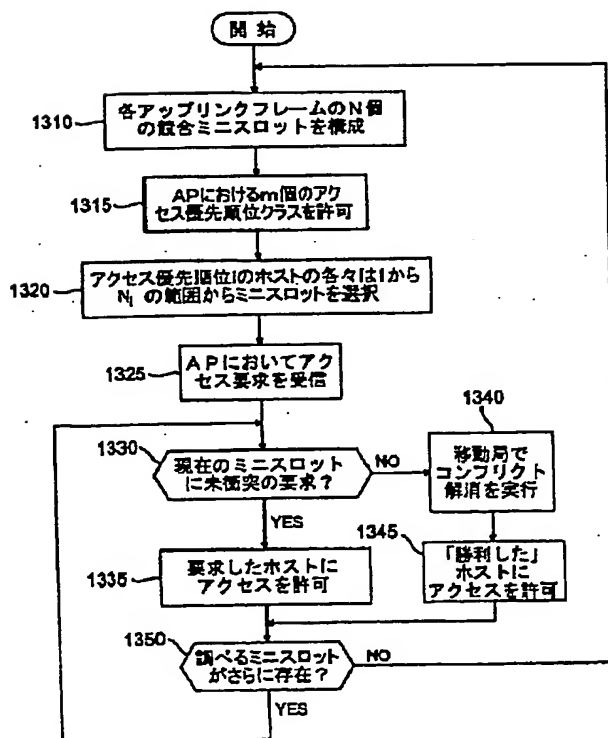 開始
1310
各アップリンクフレームのN個
の競合ミニスロットを構成
1315
APにおけるm個のアク
セス優先順位クラスを許可
1320
アクセス優先順位iのホストの各々は1から
Niの範囲からミニスロットを選択
1325
APにおいてアク
セス要求を受信
1330
現在のミニスロット
に未衝突の要求?
NO
YES
1340
移動局で
コンフリクト
解消を実行
1335
要求したホストに
アクセスを許可
1345
「勝利した」
ホストに
アクセスを許可
1350
調べるミニスロット
がさらに存在?
NO
YES